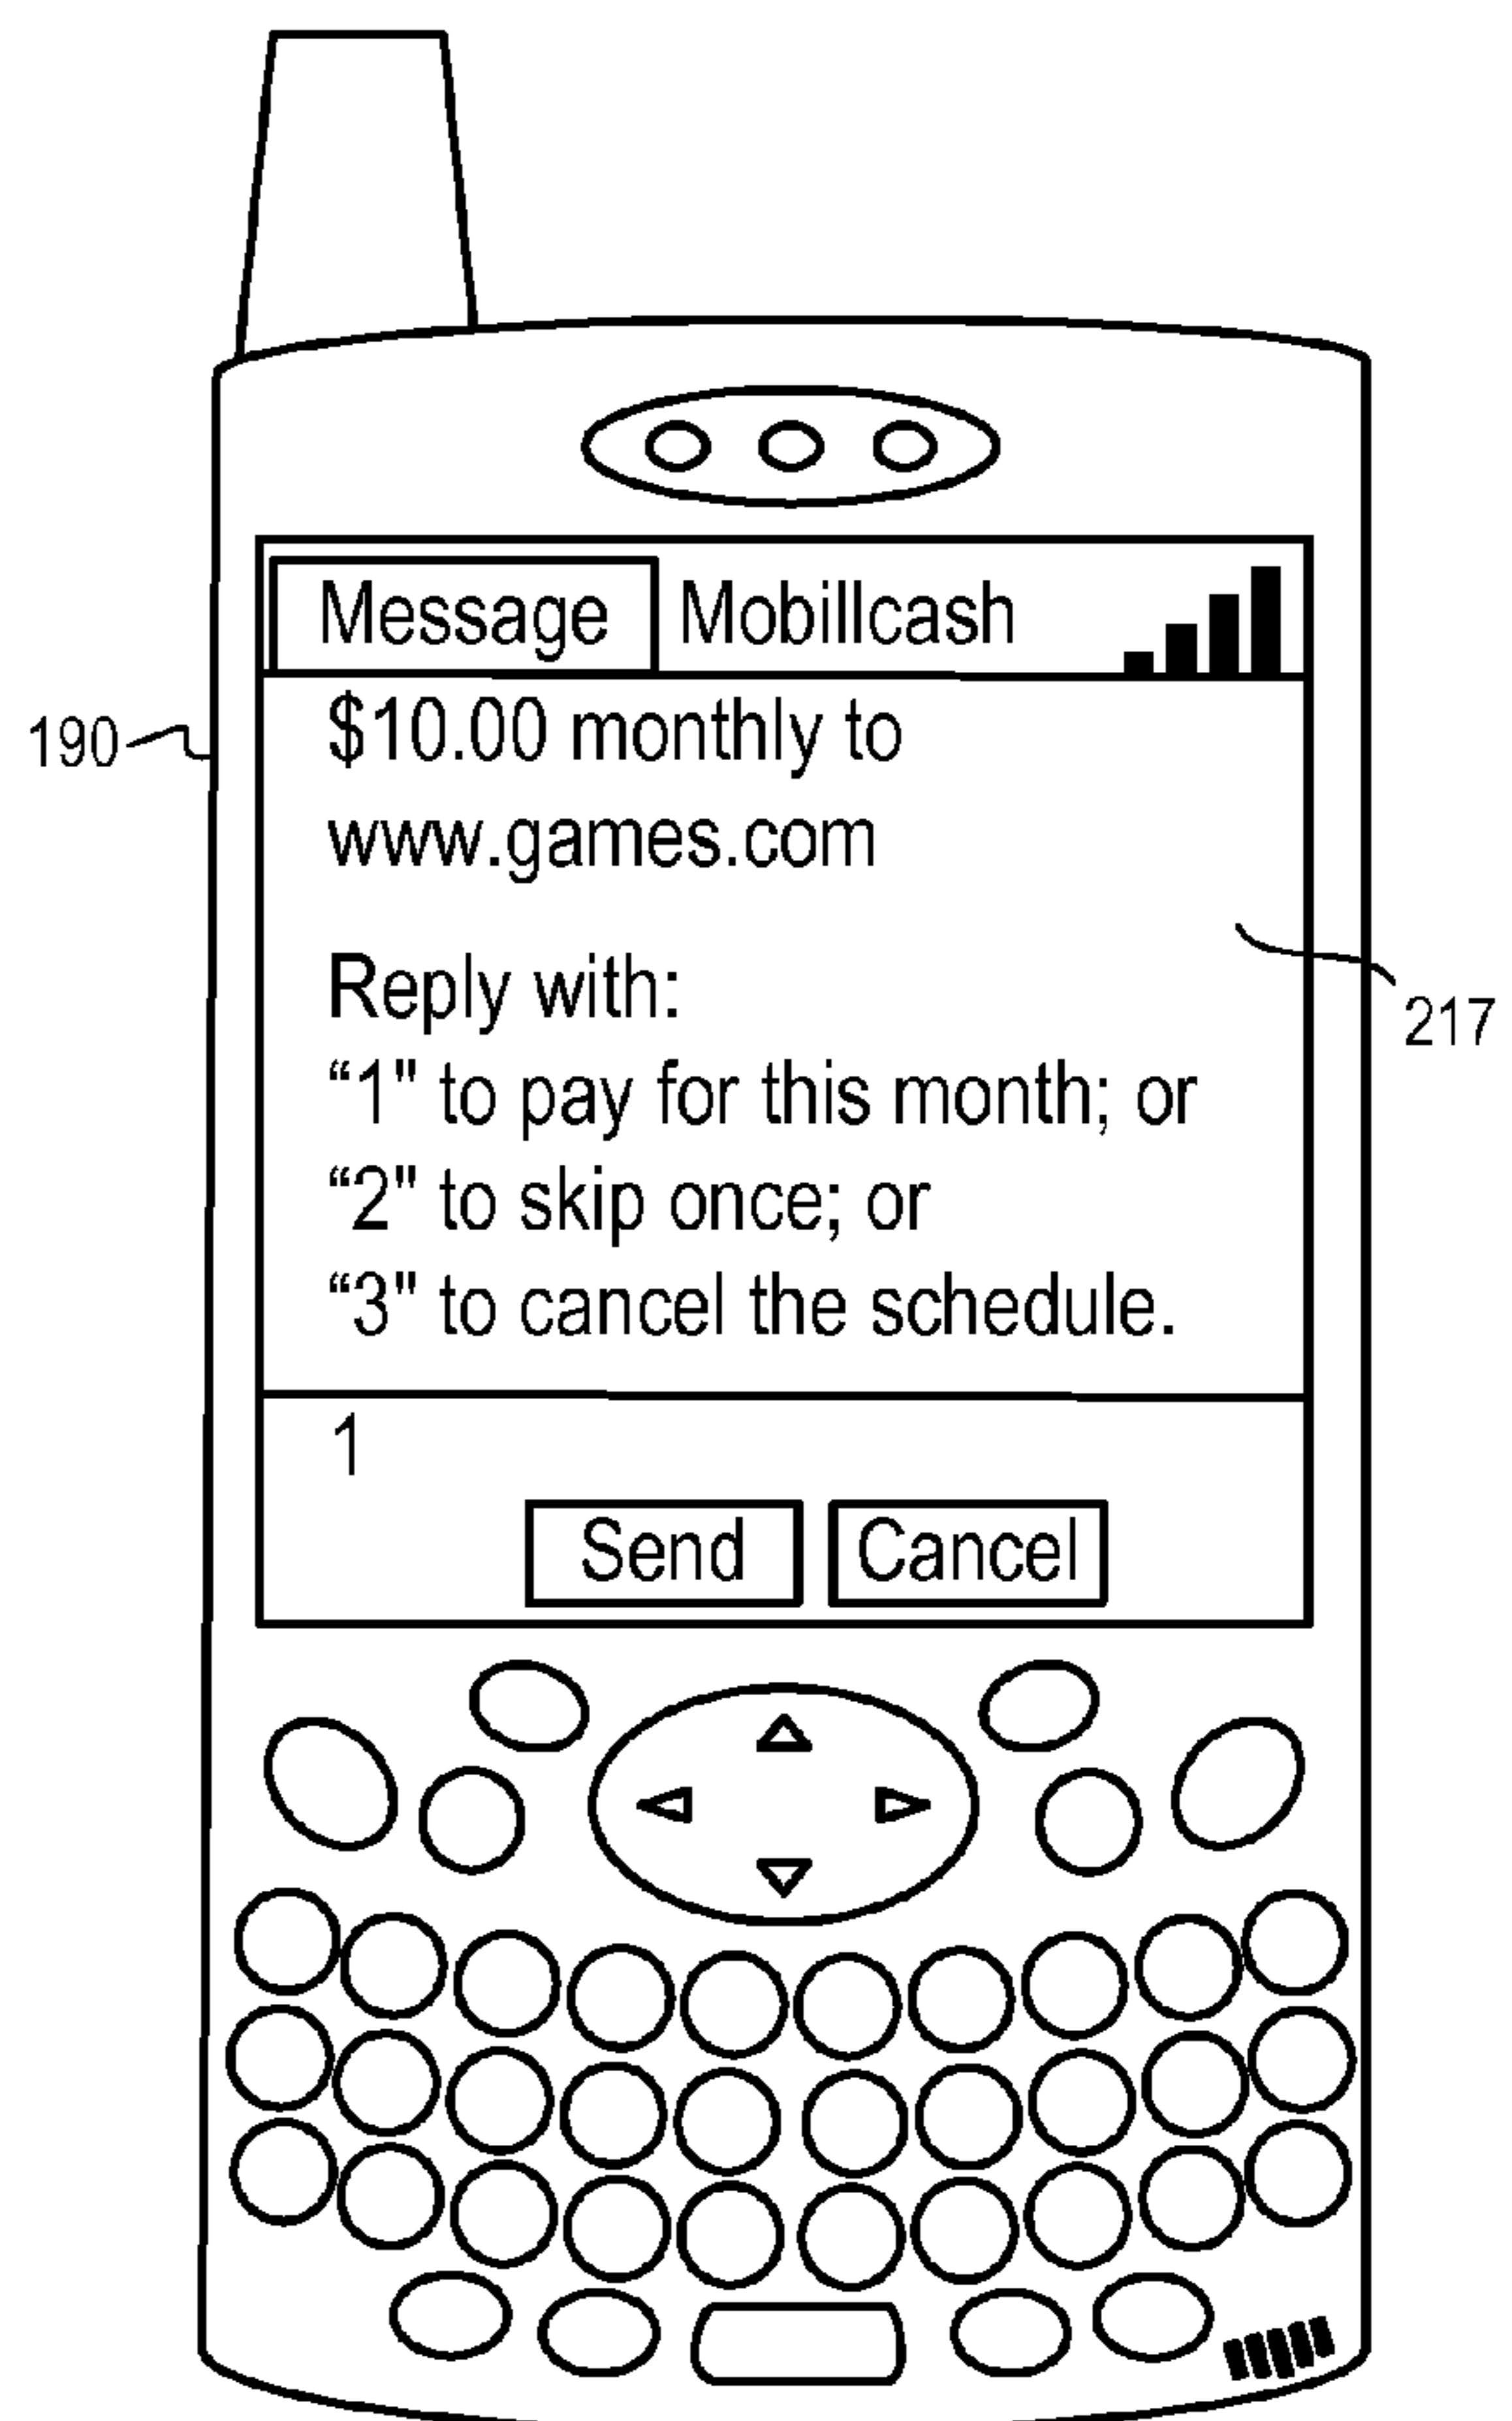 Message Mobillcash
$10.00 monthly to
190
www.games.com
Reply with:
217
“1" to pay for this month; or
“2" to skip once; or
“3" to cancel the schedule.
1
Send Cancel